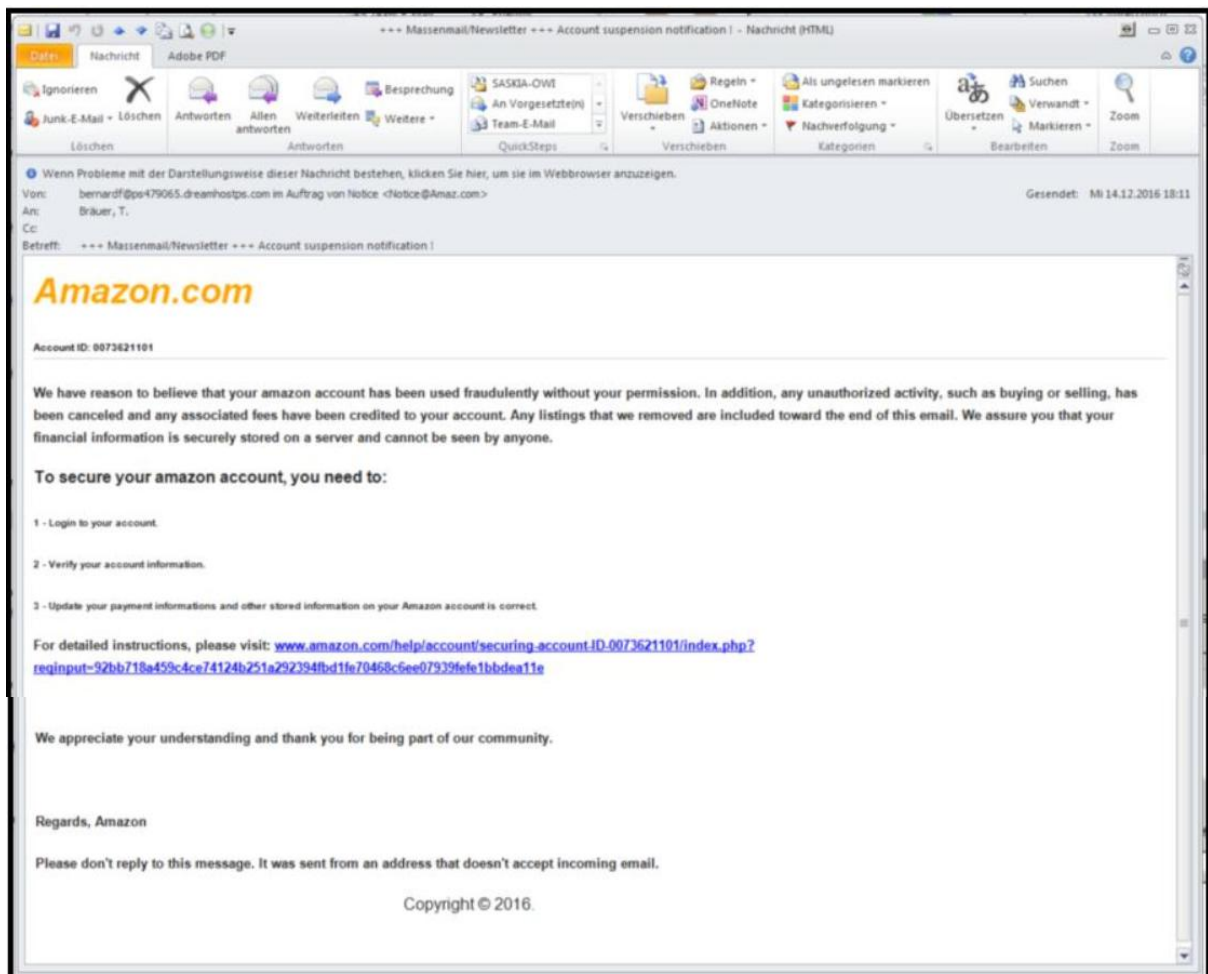 +++ Massenmail/Newsletter +++ Account suspension notification ! - Nachricht (HTML)
Datei Nachricht Adobe PDF
Ignorieren
Junk-E-Mail
Löschen
Antworten
Allen antworten
Weiterleiten
Besprechung
Weitere
SASKIA-OWI
An Vorgesetzte(n)
Team-E-Mail
Verschieben
Regeln
OneNote
Aktionen
Als ungelesen markieren
Kategorisieren
Nachverfolgung
Übersetzen
Suchen
Verwandt
Markieren
Zoom
Löschen Antworten QuickSteps Verschieben Kategorien Bearbeiten Zoom
Wenn Probleme mit der Darstellungsweise dieser Nachricht bestehen, klicken Sie hier, um sie im Webbrowser anzuzeigen.
Von: bernardf@ps479065.dreamhostps.com im Auftrag von Notice <Notice@Amaz.com> Gesendet: Mi 14.12.2016 18:11
An: Bräuer, T.
Cc:
Betreff: +++ Massenmail/Newsletter +++ Account suspension notification !
Amazon.com
Account ID: 0073621101
We have reason to believe that your amazon account has been used fraudulently without your permission. In addition, any unauthorized activity, such as buying or selling, has
been canceled and any associated fees have been credited to your account. Any listings that we removed are included toward the end of this email. We assure you that your
financial information is securely stored on a server and cannot be seen by anyone.
To secure your amazon account, you need to:
1 - Login to your account.
2 - Verify your account information.
3 - Update your payment informations and other stored information on your Amazon account is correct.
For detailed instructions, please visit: www.amazon.com/help/account/securing-account-ID-0073621101/index.php?
reqinput=92bb718a459c4ce74124b251a292394fbd1fe70468c6ee07939fefe1bbdea11e
We appreciate your understanding and thank you for being part of our community.
Regards, Amazon
Please don't reply to this message. It was sent from an address that doesn't accept incoming email.
Copyright © 2016.